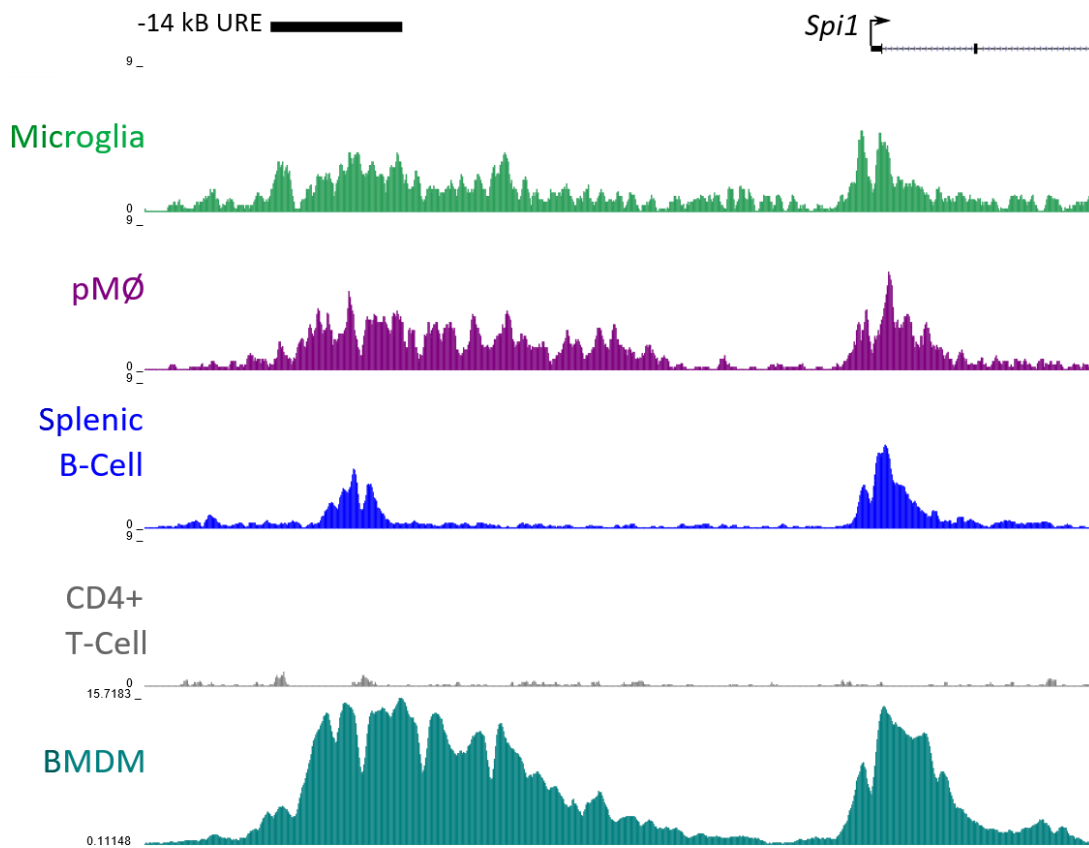 -14 kB URE
Spi1
9
Microglia
0
9
pMØ
0
9
Splenic
B-Cell
0
9
CD4+
T-Cell
0
15.7183
BMDM
0.11148